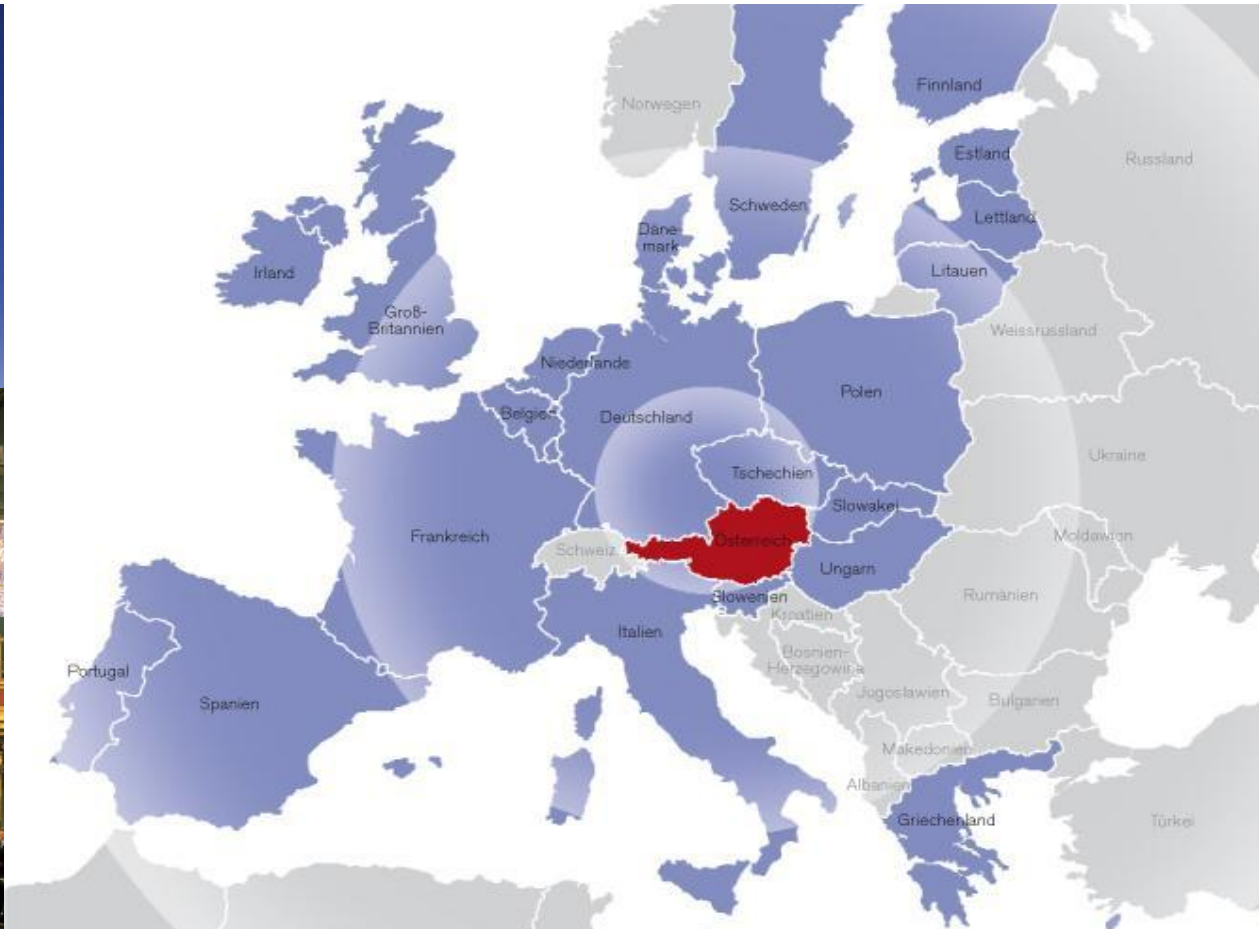 Finnland
Norwegen
Estland
Russland
Schweden
Lettland
Däne-
mark
Irland
Litauen
Groß-
Britannien
Weissrussland
Niederlande
Polen
Belgien
Deutschland
Ukraine
Tschechien
Slowakei
Frankreich
Österreich
Moldawien
Schweiz
Ungarn
Slowenien
Rumänien
Kroatien
Italien
Bosnien-
Herzegowina
Portugal
Jugoslawien
Spanien
Bulgarien
Makedonien
Albanien
Griechenland
Türkei